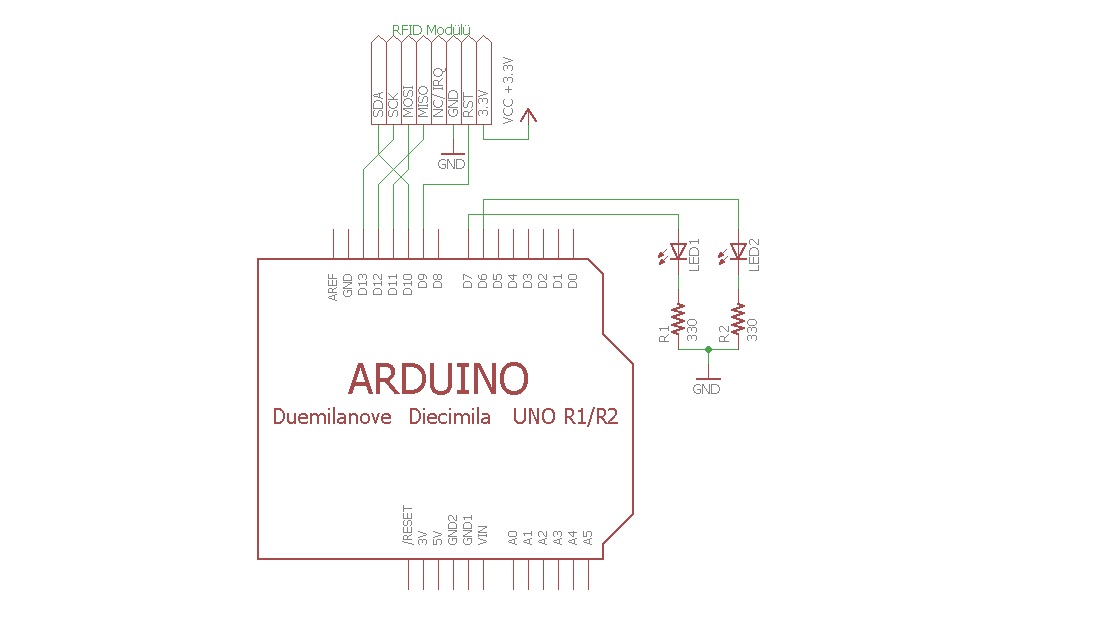 RFID Modülü
SDA
SCK
MOSI
MISO
NC/IRQ
GND
RST
3.3V
VCC +3.3V
GND
AREF
GND
D13
D12
D11
D10
D9
D8
D7
D6
D5
D4
D3
D2
D1
D0
LED1
LED2
R1
330
R2
330
GND
ARDUINO
Duemilanove Diecimila UNO R1/R2
/RESET
3V
5V
GND2
GND1
VIN
A0
A1
A2
A3
A4
A5